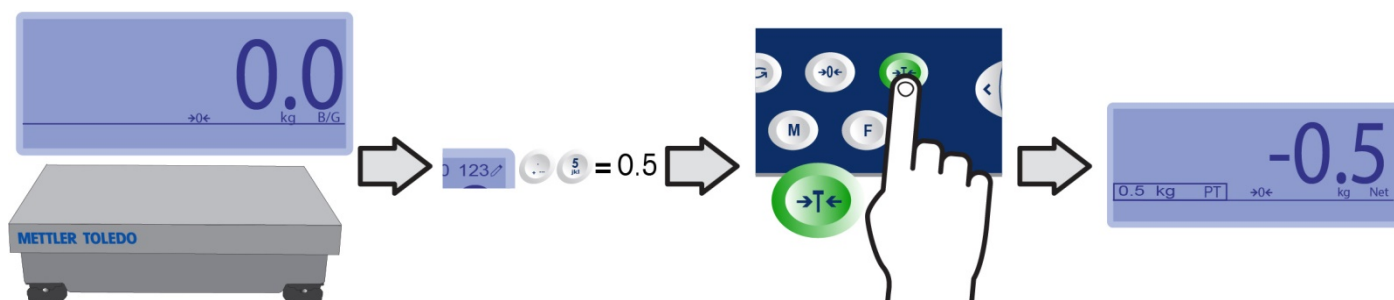 0.0
→0← kg B/G
METTLER TOLEDO
0 123
. 5
jkl
= 0.5
→0← →T←
M F
→T←
-0.5
0.5 kg PT →0← kg Net